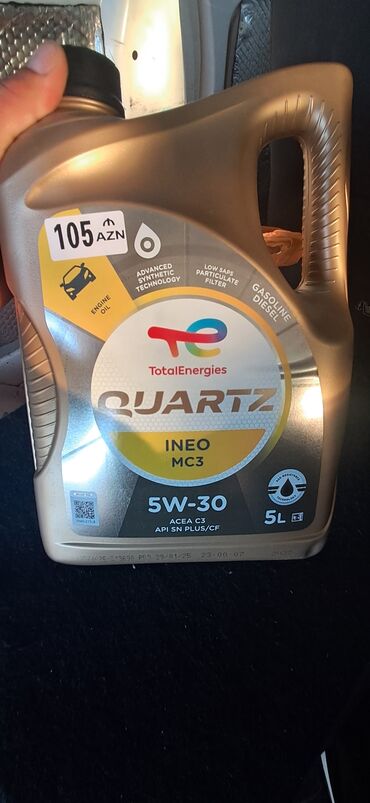 105 ₼ AZN
ENGINE OIL
ADVANCED
SYNTHETIC
TECHNOLOGY
LOW SAPS
PARTICULATE
FILTER
GASOLINE
DIESEL
TotalEnergies
QUARTZ
INEO
MC3
5W-30
ACEA C3
API SN PLUS/CF
5L